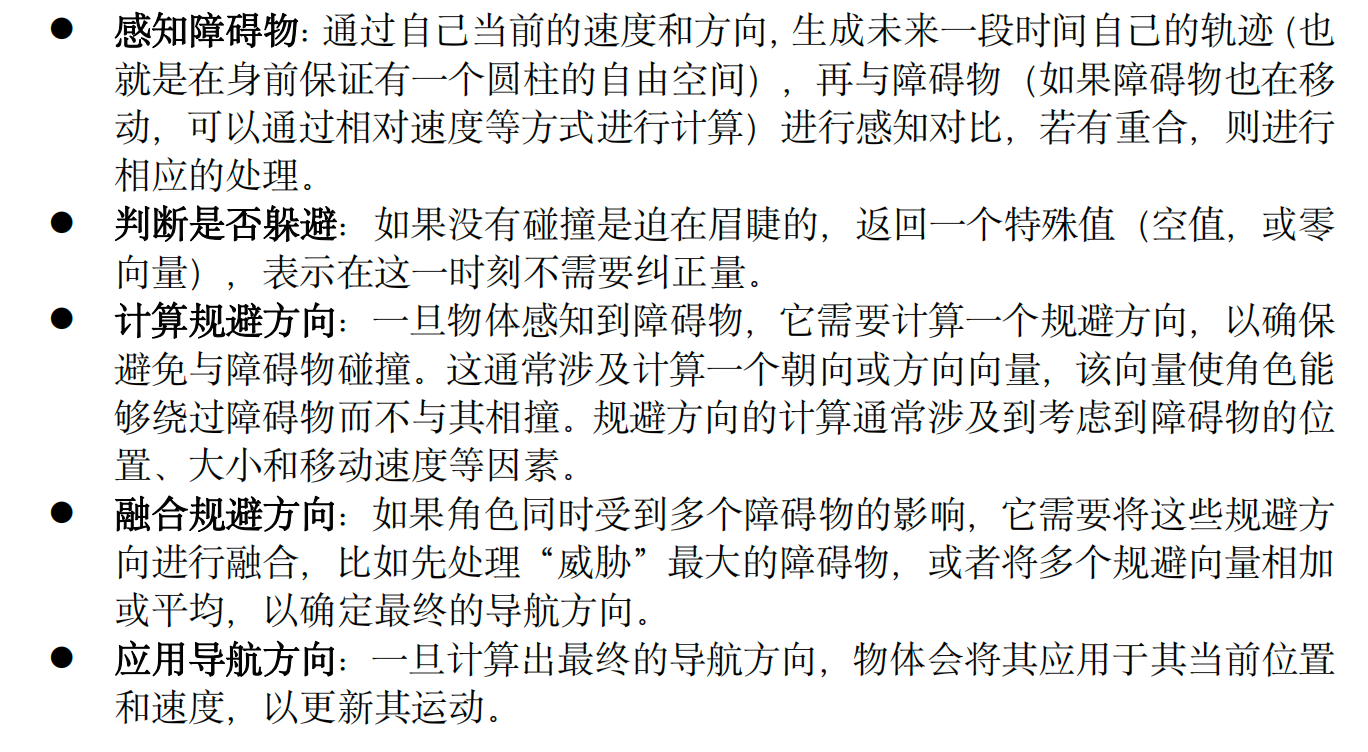 ● 感知障碍物：通过自己当前的速度和方向，生成未来一段时间自己的轨迹（也
就是在身前保证有一个圆柱的自由空间），再与障碍物（如果障碍物也在移
动，可以通过相对速度等方式进行计算）进行感知对比，若有重合，则进行
相应的处理。
● 判断是否躲避：如果没有碰撞是迫在眉睫的，返回一个特殊值（空值，或零
向量），表示在这一时刻不需要纠正量。
● 计算规避方向：一旦物体感知到障碍物，它需要计算一个规避方向，以确保
避免与障碍物碰撞。这通常涉及计算一个朝向或方向向量，该向量使角色能
够绕过障碍物而不与其相撞。规避方向的计算通常涉及到考虑到障碍物的位
置、大小和移动速度等因素。
● 融合规避方向：如果角色同时受到多个障碍物的影响，它需要将这些规避方
向进行融合，比如先处理“威胁”最大的障碍物，或者将多个规避向量相加
或平均，以确定最终的导航方向。
● 应用导航方向：一旦计算出最终的导航方向，物体会将其应用于其当前位置
和速度，以更新其运动。